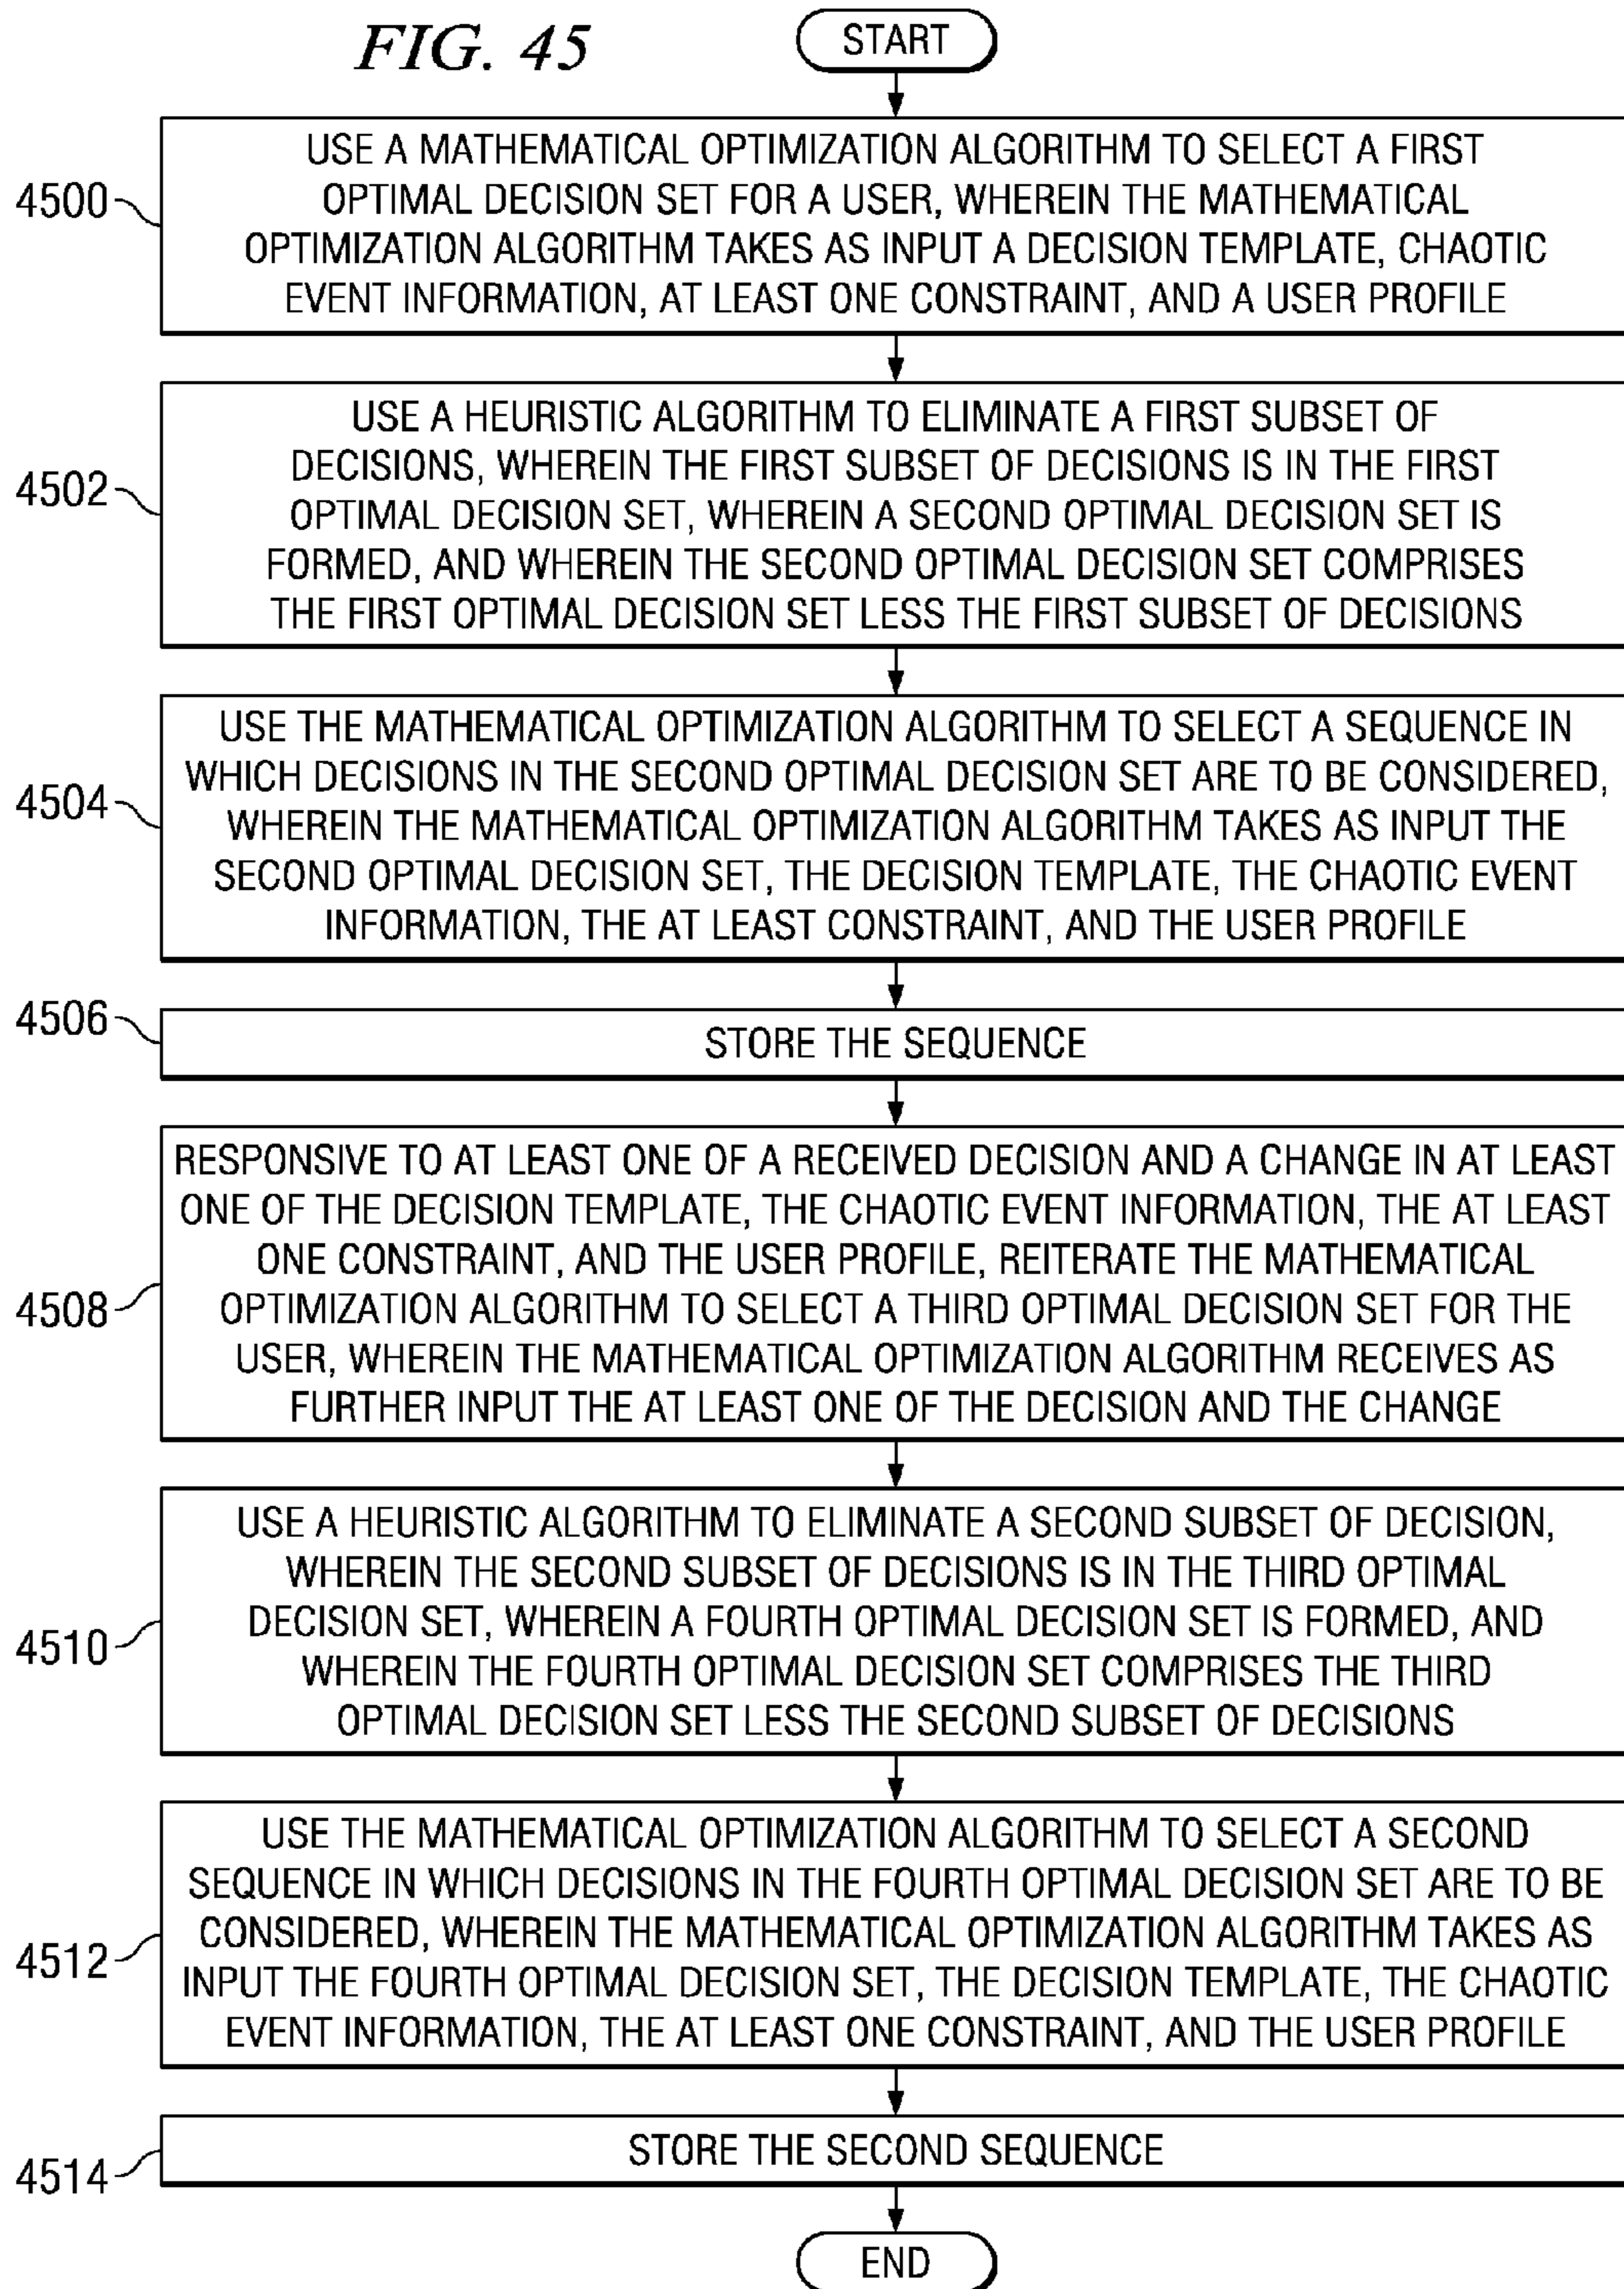 FIG. 45
START
4500
USE A MATHEMATICAL OPTIMIZATION ALGORITHM TO SELECT A FIRST
OPTIMAL DECISION SET FOR A USER, WHEREIN THE MATHEMATICAL
OPTIMIZATION ALGORITHM TAKES AS INPUT A DECISION TEMPLATE, CHAOTIC
EVENT INFORMATION, AT LEAST ONE CONSTRAINT, AND A USER PROFILE
4502
USE A HEURISTIC ALGORITHM TO ELIMINATE A FIRST SUBSET OF
DECISIONS, WHEREIN THE FIRST SUBSET OF DECISIONS IS IN THE FIRST
OPTIMAL DECISION SET, WHEREIN A SECOND OPTIMAL DECISION SET IS
FORMED, AND WHEREIN THE SECOND OPTIMAL DECISION SET COMPRISES
THE FIRST OPTIMAL DECISION SET LESS THE FIRST SUBSET OF DECISIONS
4504
USE THE MATHEMATICAL OPTIMIZATION ALGORITHM TO SELECT A SEQUENCE IN
WHICH DECISIONS IN THE SECOND OPTIMAL DECISION SET ARE TO BE CONSIDERED,
WHEREIN THE MATHEMATICAL OPTIMIZATION ALGORITHM TAKES AS INPUT THE
SECOND OPTIMAL DECISION SET, THE DECISION TEMPLATE, THE CHAOTIC EVENT
INFORMATION, THE AT LEAST CONSTRAINT, AND THE USER PROFILE
4506
STORE THE SEQUENCE
4508
RESPONSIVE TO AT LEAST ONE OF A RECEIVED DECISION AND A CHANGE IN AT LEAST
ONE OF THE DECISION TEMPLATE, THE CHAOTIC EVENT INFORMATION, THE AT LEAST
ONE CONSTRAINT, AND THE USER PROFILE, REITERATE THE MATHEMATICAL
OPTIMIZATION ALGORITHM TO SELECT A THIRD OPTIMAL DECISION SET FOR THE
USER, WHEREIN THE MATHEMATICAL OPTIMIZATION ALGORITHM RECEIVES AS
FURTHER INPUT THE AT LEAST ONE OF THE DECISION AND THE CHANGE
4510
USE A HEURISTIC ALGORITHM TO ELIMINATE A SECOND SUBSET OF DECISION,
WHEREIN THE SECOND SUBSET OF DECISIONS IS IN THE THIRD OPTIMAL
DECISION SET, WHEREIN A FOURTH OPTIMAL DECISION SET IS FORMED, AND
WHEREIN THE FOURTH OPTIMAL DECISION SET COMPRISES THE THIRD
OPTIMAL DECISION SET LESS THE SECOND SUBSET OF DECISIONS
4512
USE THE MATHEMATICAL OPTIMIZATION ALGORITHM TO SELECT A SECOND
SEQUENCE IN WHICH DECISIONS IN THE FOURTH OPTIMAL DECISION SET ARE TO BE
CONSIDERED, WHEREIN THE MATHEMATICAL OPTIMIZATION ALGORITHM TAKES AS
INPUT THE FOURTH OPTIMAL DECISION SET, THE DECISION TEMPLATE, THE CHAOTIC
EVENT INFORMATION, THE AT LEAST ONE CONSTRAINT, AND THE USER PROFILE
4514
STORE THE SECOND SEQUENCE
END